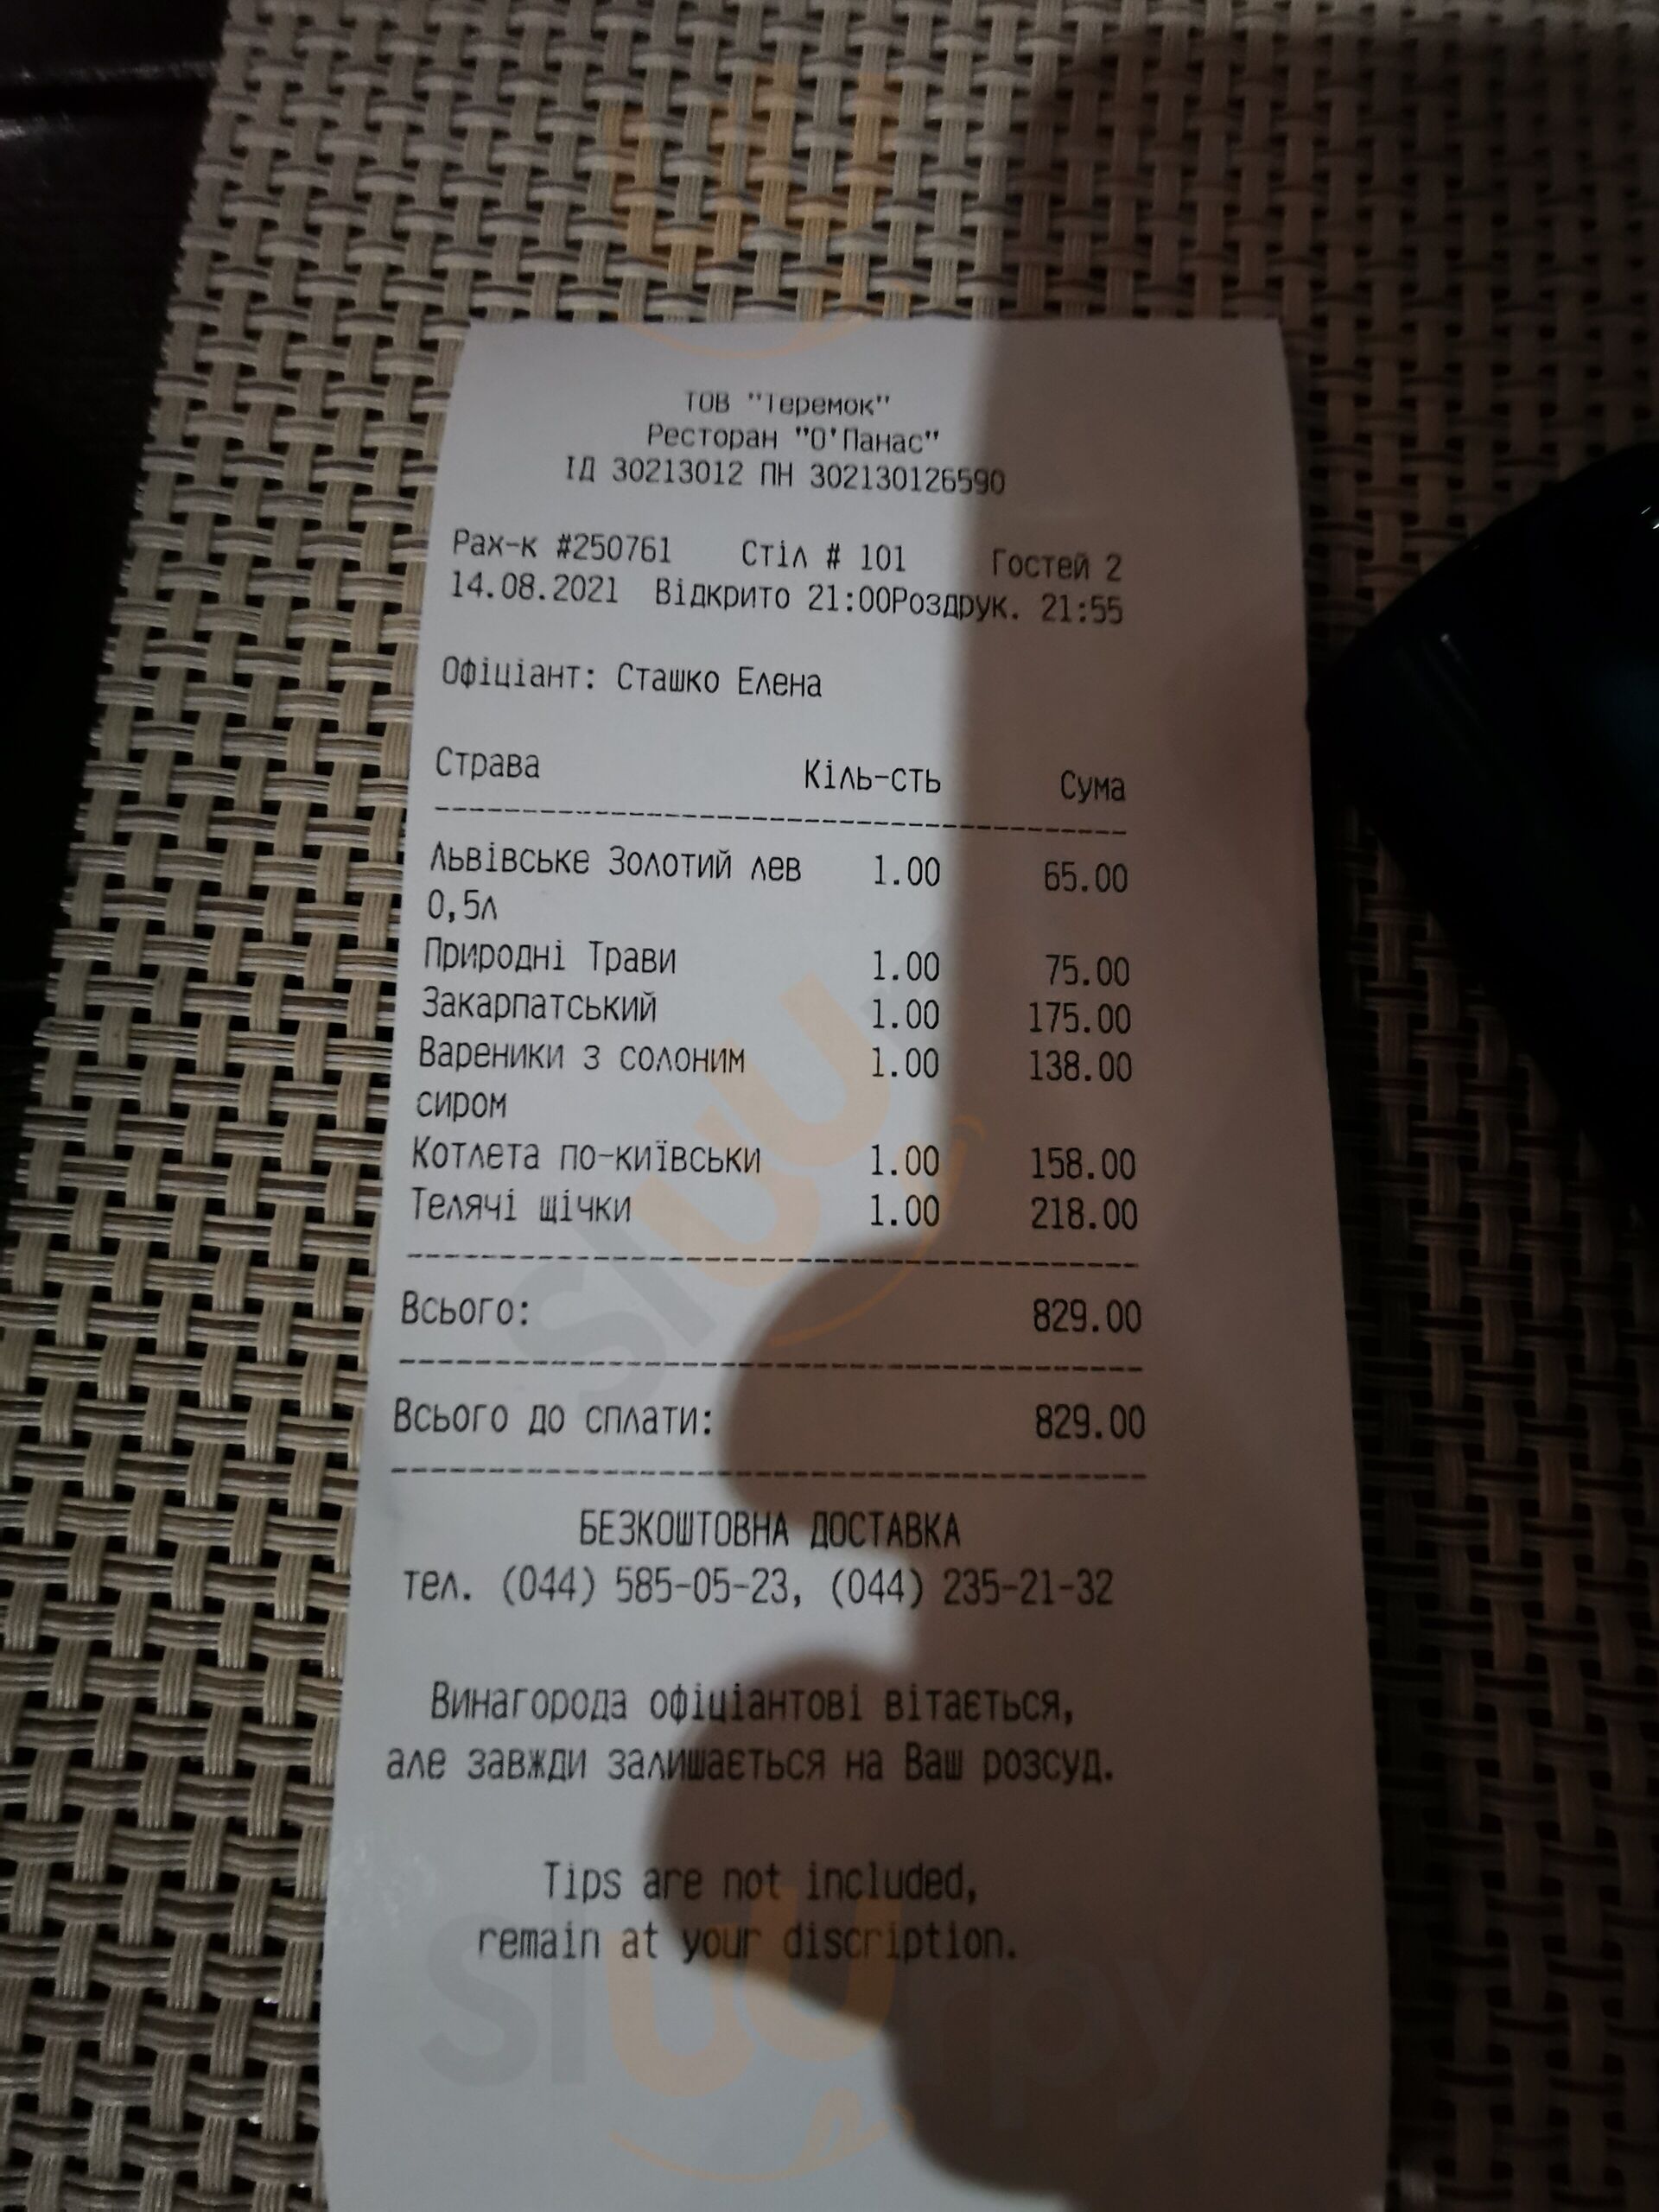 ТОВ "Теремок"
Ресторан "О'Панас"
ІД 30213012 ПН 302130126590
Рах-к #250761 Стіл # 101 Гостей 2
14.08.2021 Відкрито 21:00Роздрук. 21:55
Офіціант: Сташко Елена
Страва Кіль-сть Сума
Львівське Золотий лев 1.00 65.00
0,5л
Природні Трави 1.00 75.00
Закарпатський 1.00 175.00
Вареники з солоним 1.00 138.00
сиром
Котлета по-київськи 1.00 158.00
Телячі щічки 1.00 218.00
Всього: 829.00
Всього до сплати: 829.00
БЕЗКОШТОВНА ДОСТАВКА
тел. (044) 585-05-23, (044) 235-21-32
Винагорода офіціантові вітається,
але завжди залишається на Ваш розсуд.
Tips are not included,
remain at your discription.
sluurpy